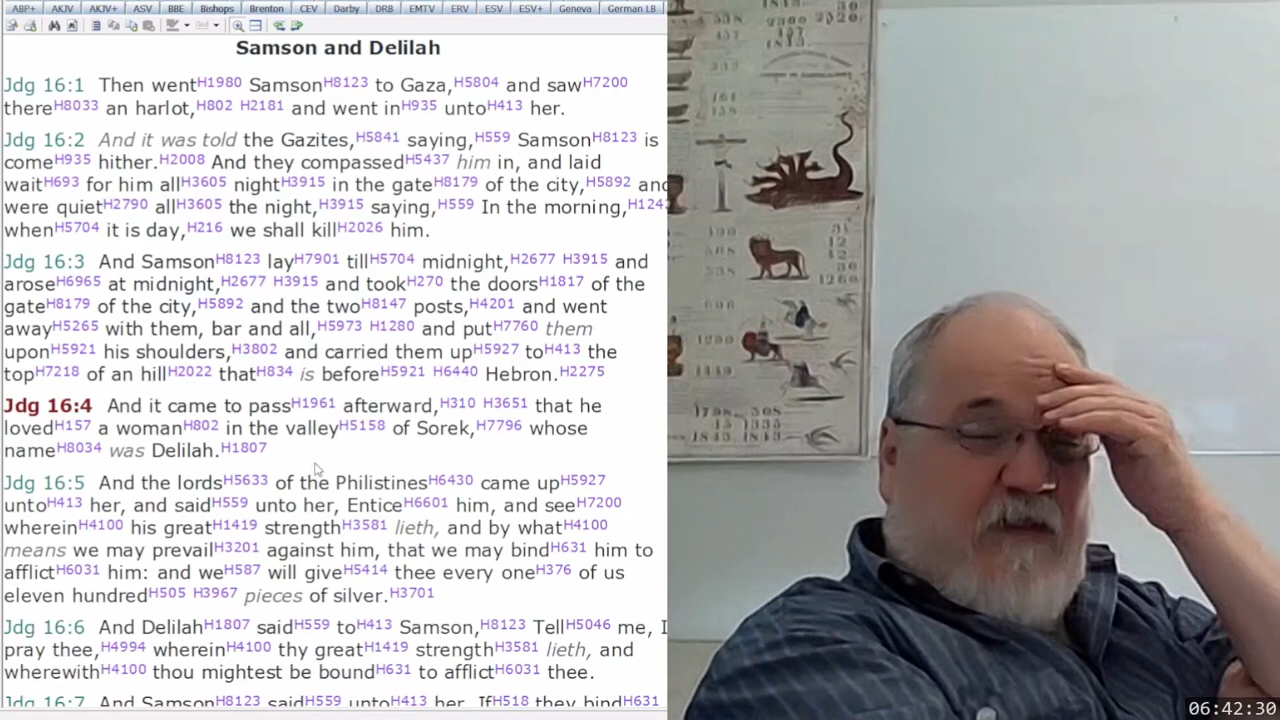 ABP+ AKJV AKJV+ ASV BBE Bishops Brenton CEV Darby DRB EMTV ERV ESV ESV+ Geneva German LB
Samson and Delilah
Jdg 16:1 Then wentH1980 SamsonH8123 to Gaza,H5804 and sawH7200
thereH8033 an harlot,H802 H2181 and went inH935 untoH413 her.
Jdg 16:2 And it was told the Gazites,H5841 saying,H559 SamsonH8123 is
comeH935 hither.H2008 And they compassedH5437 him in, and laid
waitH693 for him allH3605 nightH3915 in the gateH8179 of the city,H5892 and
were quietH2790 allH3605 the night,H3915 saying,H559 In the morning,H1242
whenH5704 it is day,H216 we shall killH2026 him.
Jdg 16:3 And SamsonH8123 layH7901 tillH5704 midnight,H2677 H3915 and
aroseH6965 at midnight,H2677 H3915 and tookH270 the doorsH1817 of the
gateH8179 of the city,H5892 and the twoH8147 posts,H4201 and went
awayH5265 with them, bar and all,H5973 H1280 and putH7760 them
uponH5921 his shoulders,H3802 and carried them upH5927 toH413 the
topH7218 of an hillH2022 thatH834 is beforeH5921 H6440 Hebron.H2275
Jdg 16:4 And it came to passH1961 afterward,H310 H3651 that he
lovedH157 a womanH802 in the valleyH5158 of Sorek,H7796 whose
nameH8034 was Delilah.H1807
Jdg 16:5 And the lordsH5633 of the PhilistinesH6430 came upH5927
untoH413 her, and saidH559 unto her, EnticeH6601 him, and seeH7200
whereinH4100 his greatH1419 strengthH3581 lieth, and by whatH4100
means we may prevailH3201 against him, that we may bindH631 him to
afflictH6031 him: and weH587 will giveH5414 thee every oneH376 of us
eleven hundredH505 H3967 pieces of silver.H3701
Jdg 16:6 And DelilahH1807 saidH559 toH413 Samson,H8123 TellH5046 me, I
pray thee,H4994 whereinH4100 thy greatH1419 strengthH3581 lieth, and
wherewithH4100 thou mightest be boundH631 to afflictH6031 thee.
Jdg 16:7 And SamsonH8123 saidH559 untoH413 her, IfH518 they bindH631
06:42:30